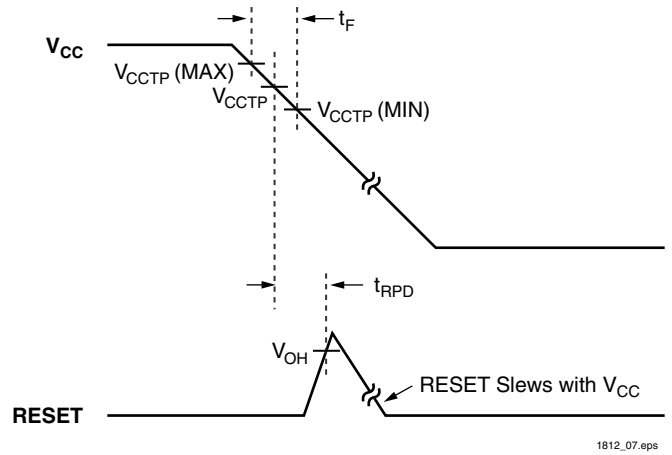 t_F
V_CC
V_CCTP (MAX)
V_CCTP
V_CCTP (MIN)
t_RPD
V_OH
RESET Slews with V_CC
RESET
1812_07.eps